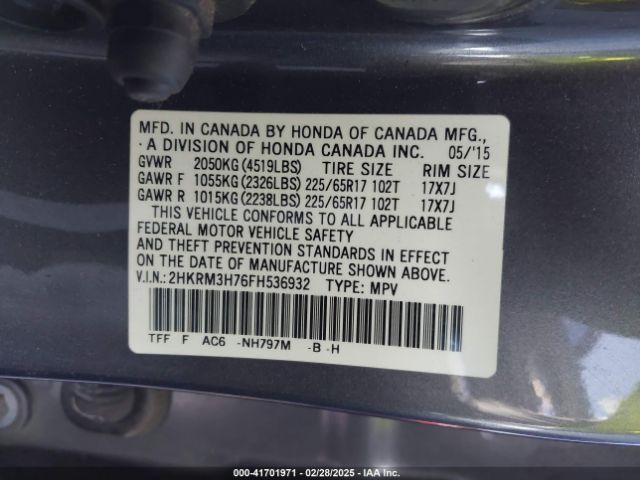 MFD. IN CANADA BY HONDA OF CANADA MFG.,
A DIVISION OF HONDA CANADA INC. 05/'15
GVWR 2050KG (4519LBS) TIRE SIZE RIM SIZE
GAWR F 1055KG (2326LBS) 225/65R17 102T 17X7J
GAWR R 1015KG (2238LBS) 225/65R17 102T 17X7J
THIS VEHICLE CONFORMS TO ALL APPLICABLE
FEDERAL MOTOR VEHICLE SAFETY
AND THEFT PREVENTION STANDARDS IN EFFECT
ON THE DATE OF MANUFACTURE SHOWN ABOVE.
V.I.N.: 2HKRM3H76FH536932 TYPE: MPV
TFF F AC6 -NH797M -B -H
000-41701971 - 02/28/2025 - IAA Inc.